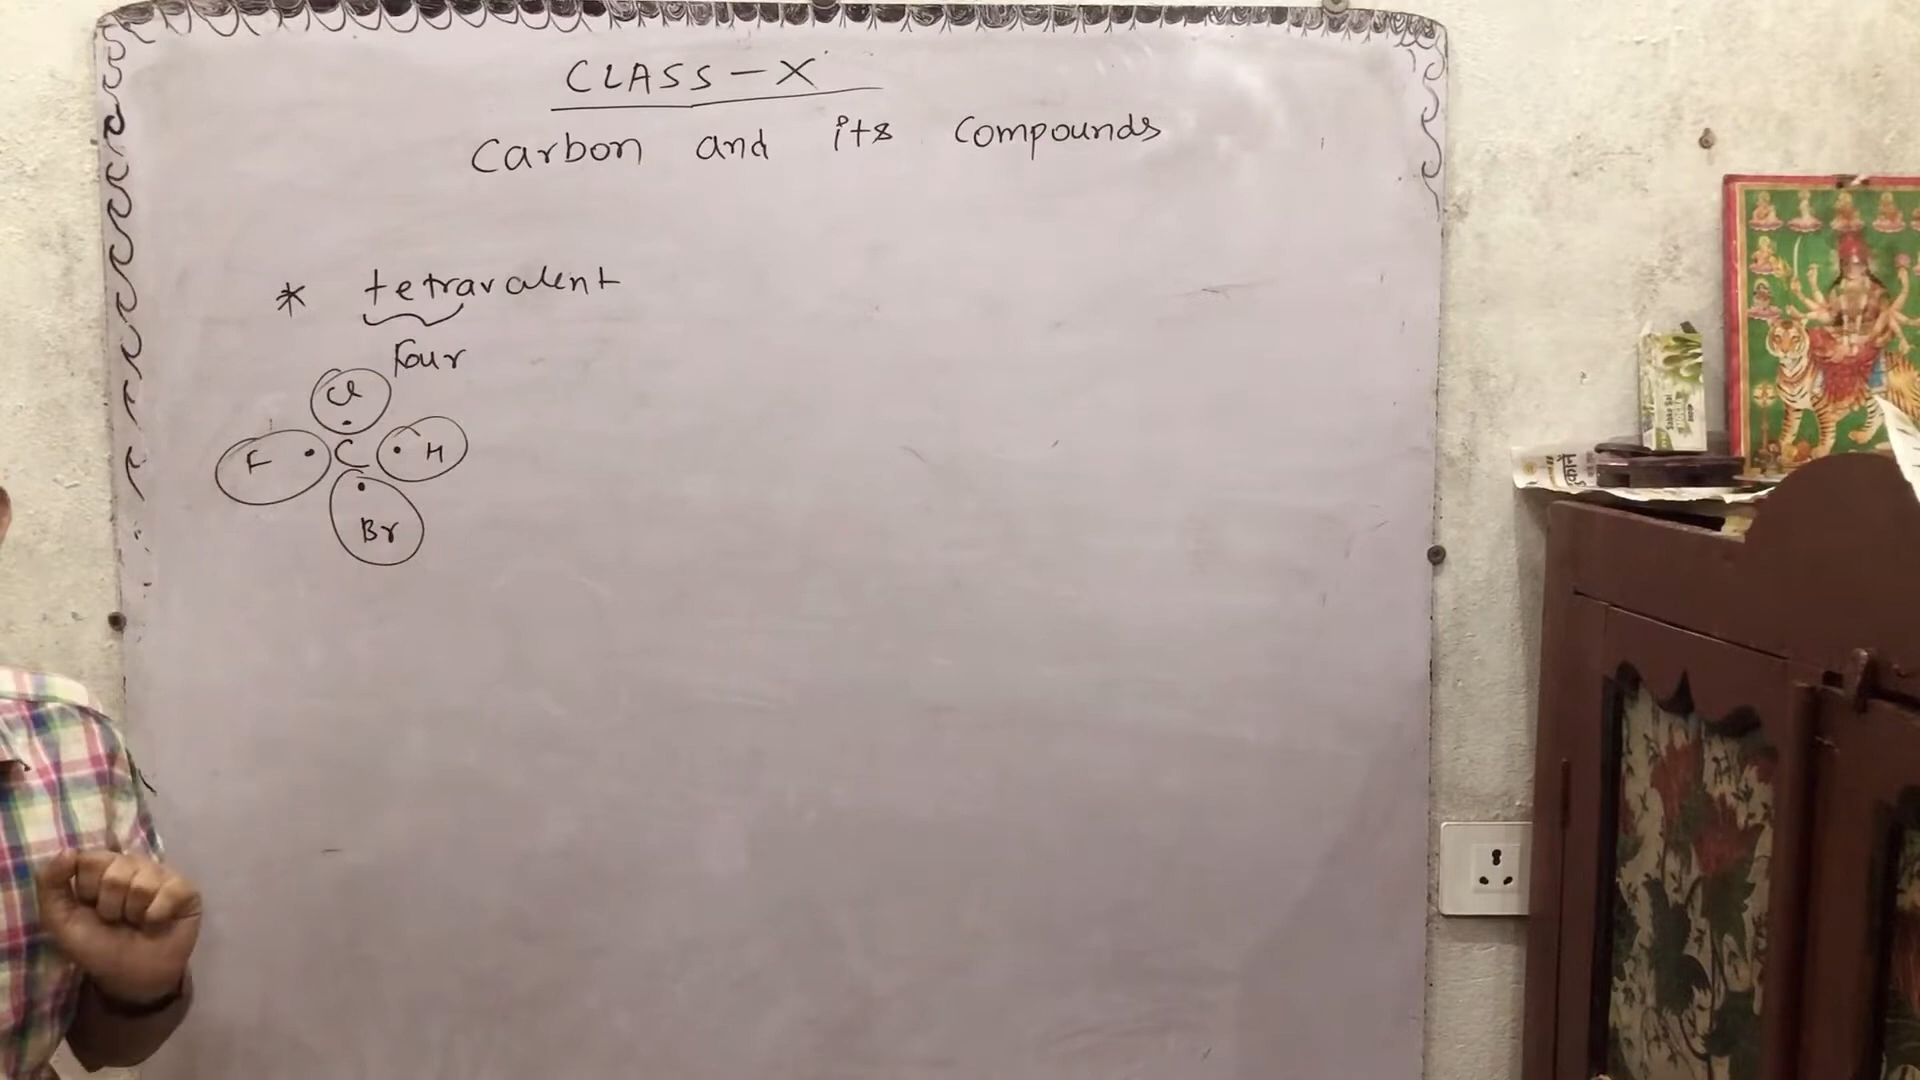 CLASS - X
Carbon and its Compounds
* tetravalent
Four
Cl
F C H
Br